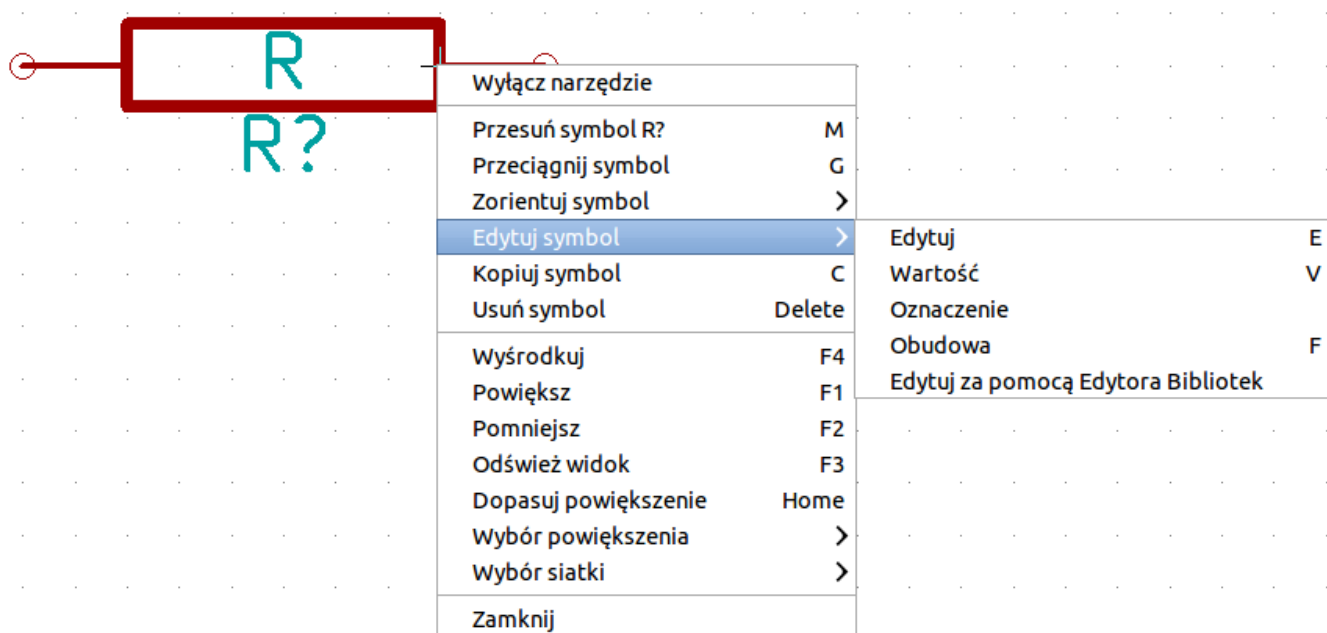 R
R?
Wyłącz narzędzie
Przesuń symbol R? M
Przeciągnij symbol G
Zorientuj symbol
Edytuj symbol
Kopiuj symbol C
Usuń symbol Delete
Wyśrodkuj F4
Powiększ F1
Pomniejsz F2
Odśwież widok F3
Dopasuj powiększenie Home
Wybór powiększenia
Wybór siatki
Zamknij
Edytuj E
Wartość V
Oznaczenie
Obudowa F
Edytuj za pomocą Edytora Bibliotek